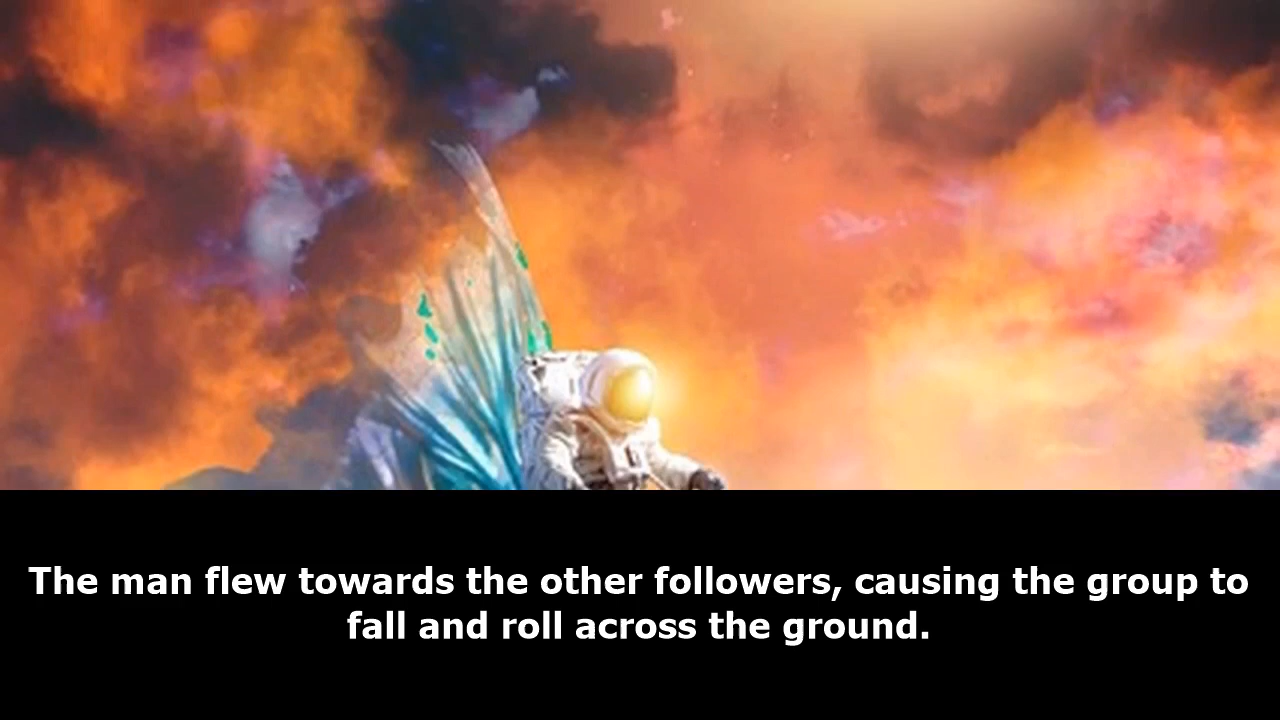 The man flew towards the other followers, causing the group to
fall and roll across the ground.